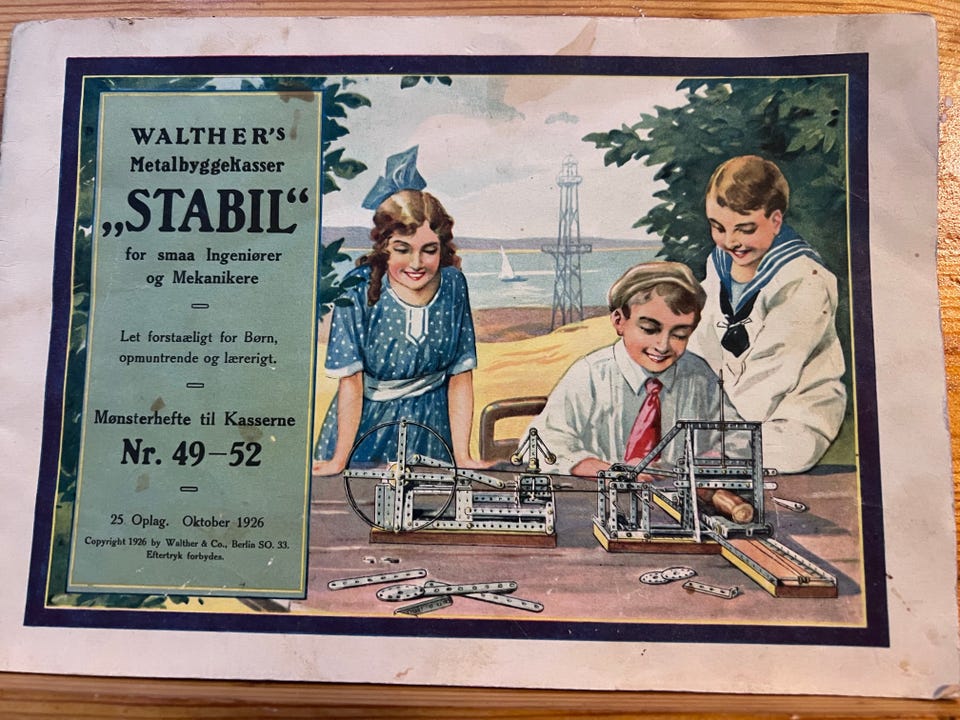 WALTHER's
Metalbyggekasser
„STABIL“
for smaa Ingeniører
og Mekanikere
Let forstaæligt for Børn,
opmuntrende og lærerigt.
Mønsterhefte til Kasserne
Nr. 49–52
25 Oplag. Oktober 1926
Copyright 1926 by Walther & Co., Berlin SO. 33.
Eftertryk forbydes.